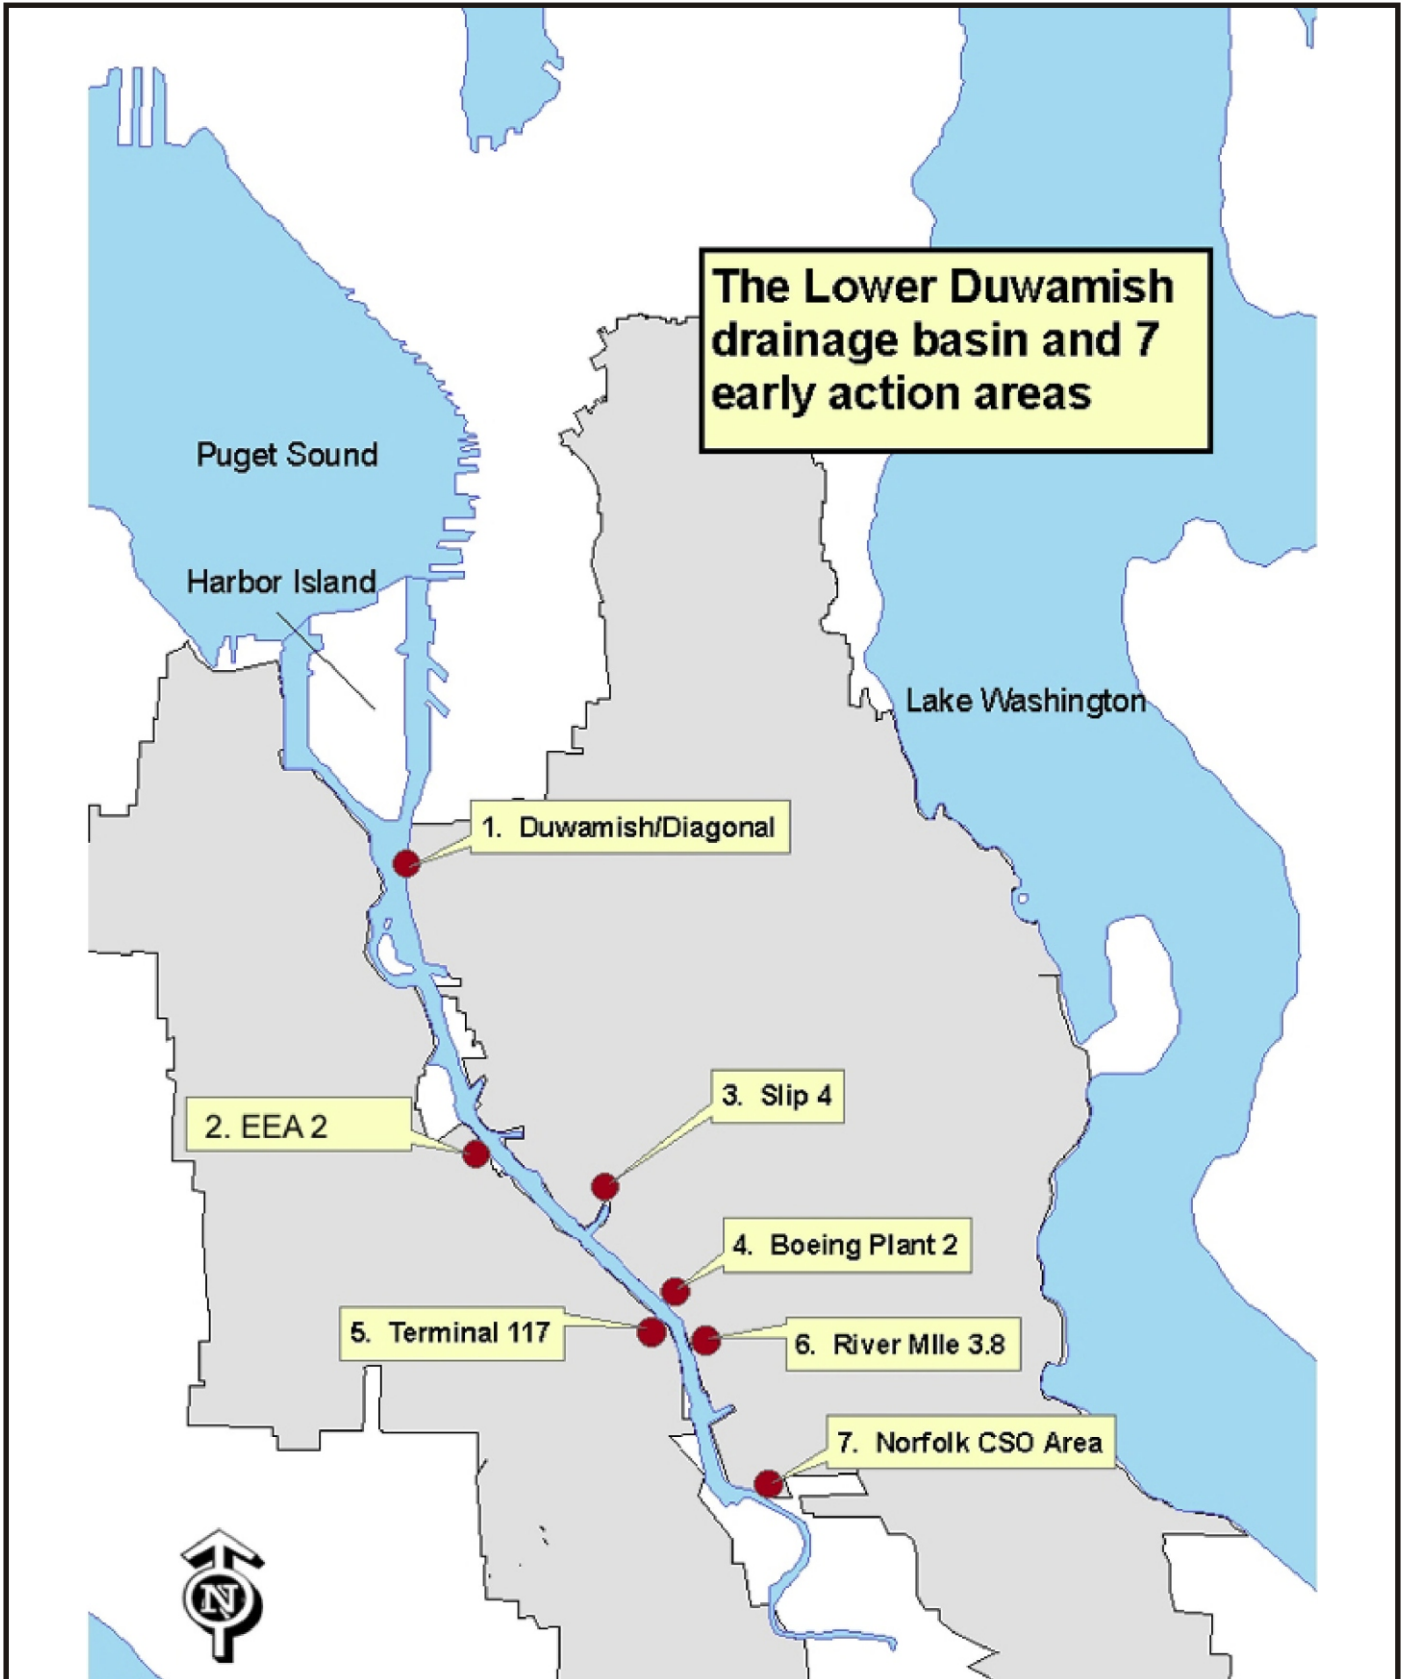 The Lower Duwamish
drainage basin and 7
early action areas
Puget Sound
Harbor Island
Lake Washington
1. Duwamish/Diagonal
2. EEA 2
3. Slip 4
4. Boeing Plant 2
5. Terminal 117
6. River MIle 3.8
7. Norfolk CSO Area
N